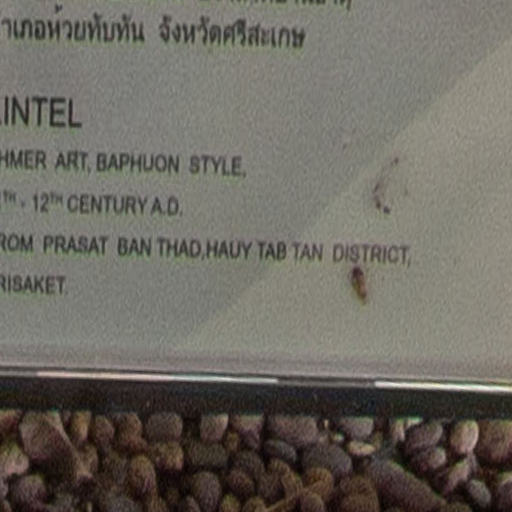 าเภอห้วยทับทัน จังหวัดศรีสะเกษ
INTEL
HMER ART, BAPHUON STYLE,
TH - 12TH CENTURY A.D.
ROM PRASAT BAN THAD,HAUY TAB TAN DISTRICT,
RISAKET.